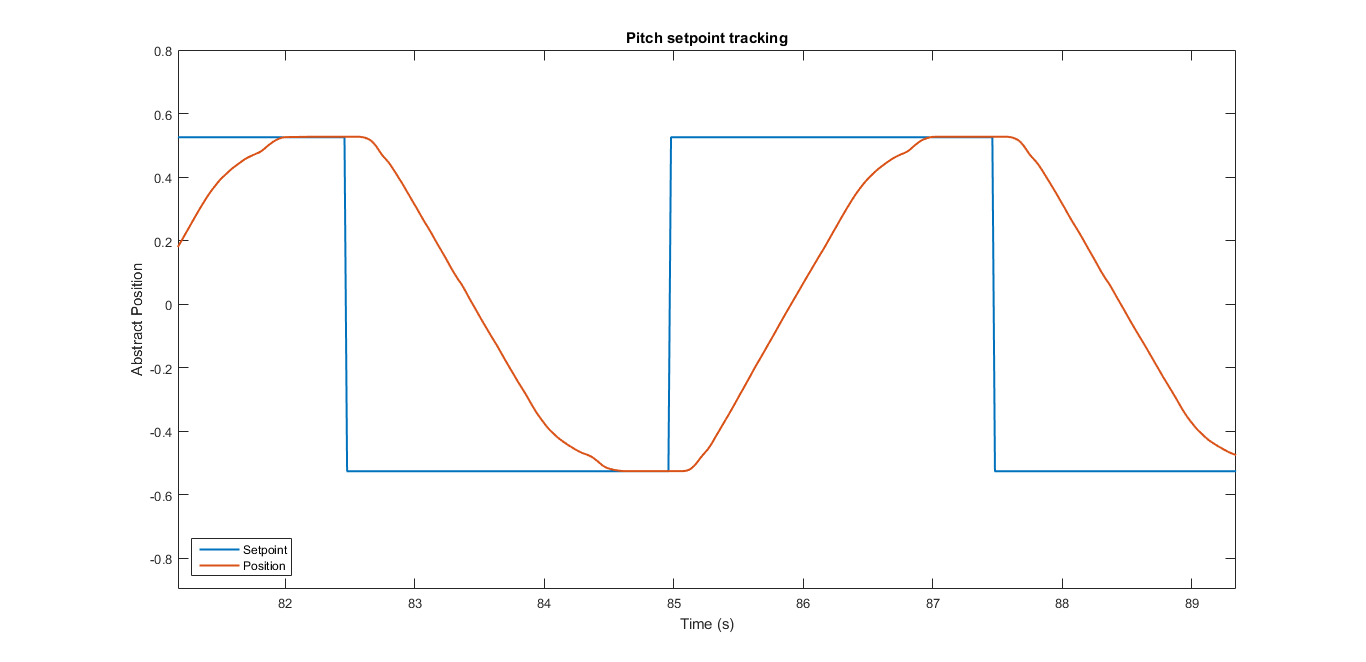 Pitch setpoint tracking
0.8
0.6
0.4
0.2
0
-0.2
-0.4
-0.6
-0.8
Abstract Position
Setpoint
Position
82 83 84 85 86 87 88 89
Time (s)